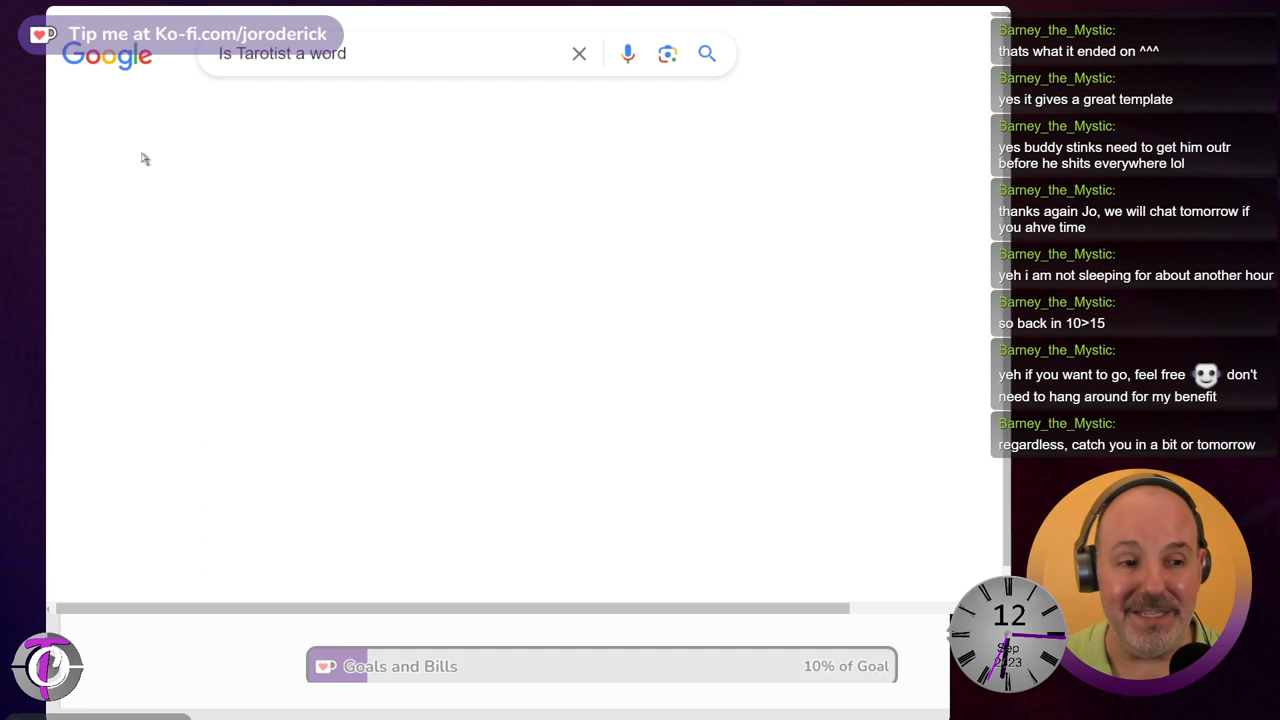 Tip me at Ko-fi.com/joroderick
Google
Is Tarotist a word
Barney_the_Mystic:
thats what it ended on ^^^
Barney_the_Mystic:
yes it gives a great template
Barney_the_Mystic:
yes buddy stinks need to get him outr
before he shits everywhere lol
Barney_the_Mystic:
thanks again Jo, we will chat tomorrow if
you ahve time
Barney_the_Mystic:
yeh i am not sleeping for about another hour
Barney_the_Mystic:
so back in 10>15
Barney_the_Mystic:
yeh if you want to go, feel free don't
need to hang around for my benefit
Barney_the_Mystic:
regardless, catch you in a bit or tomorrow
12
Sep
2023
Goals and Bills
10% of Goal